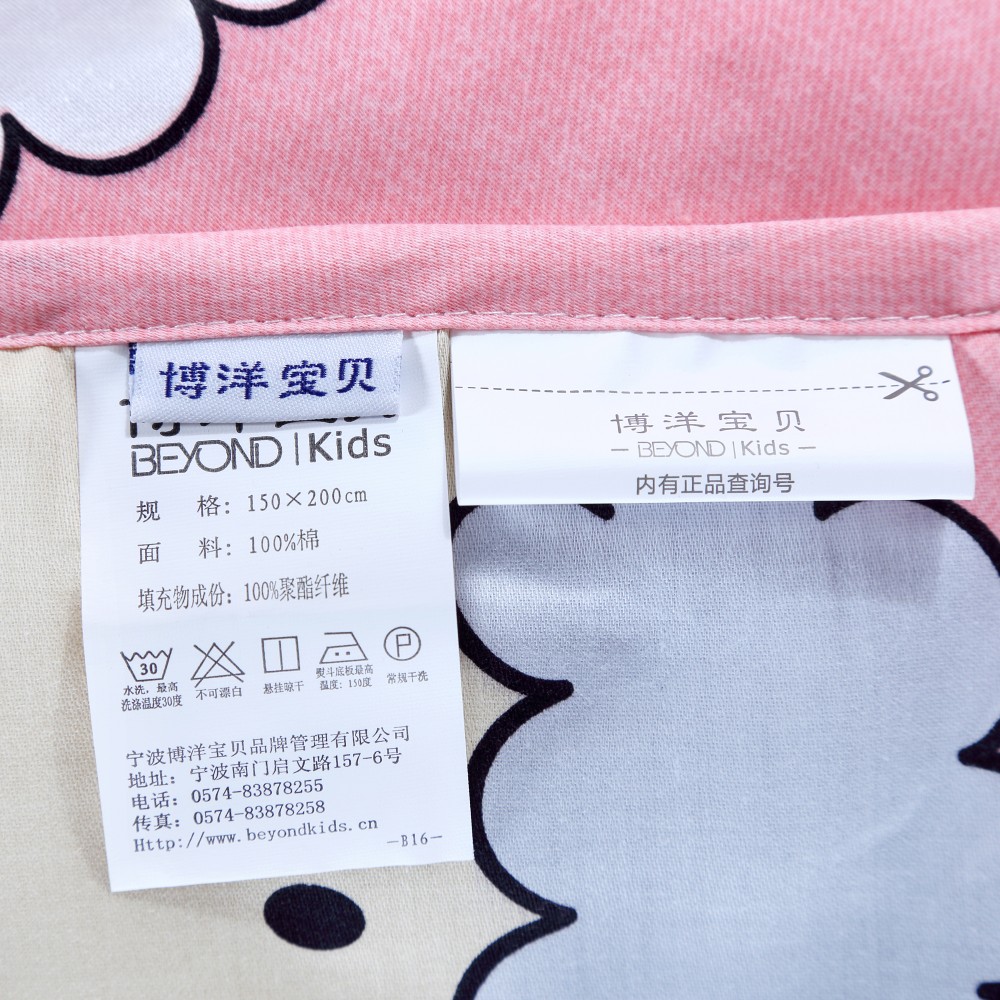 博洋宝贝
BEYOND | Kids
规 格: 150×200cm
面 料: 100%棉
填充物成份: 100%聚酯纤维
30
P
水洗, 最高
洗涤温度30度
不可漂白
悬挂晾干
熨斗底板最高
温度: 150度
常规干洗
宁波博洋宝贝品牌管理有限公司
地址: 宁波南门启文路157-6号
电话: 0574-83878255
传真: 0574-83878258
Http://www.beyondkids.cn
—B16—
博洋宝贝
— BEYOND | Kids —
内有正品查询号